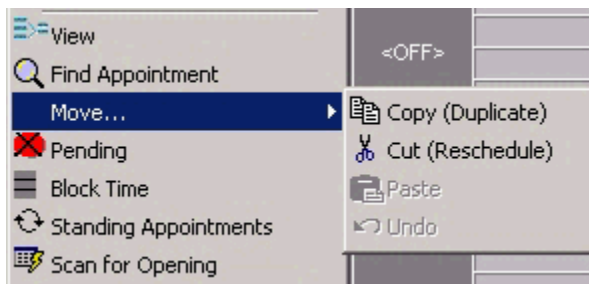 View
<OFF>
Find Appointment
Move...
Copy (Duplicate)
Pending
Cut (Reschedule)
Block Time
Paste
Standing Appointments
Undo
Scan for Opening